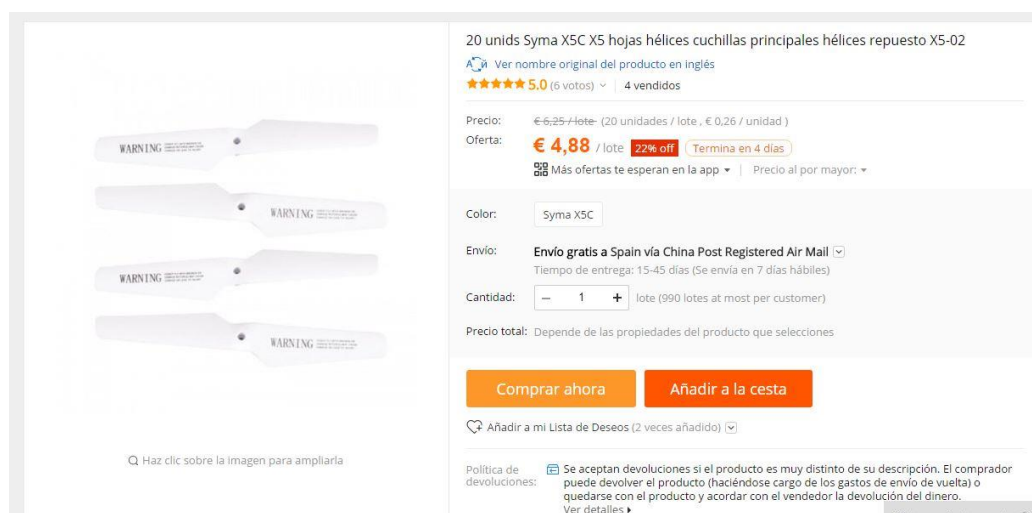 20 unids Syma X5C X5 hojas hélices cuchillas principales hélices repuesto X5-02
Ver nombre original del producto en inglés
5.0 (6 votos) 4 vendidos
Precio: € 6,25 / lote (20 unidades / lote , € 0,26 / unidad )
Oferta: € 4,88 / lote 22% off Termina en 4 días
Más ofertas te esperan en la app | Precio al por mayor:
WARNING
WARNING
WARNING
WARNING
Color: Syma X5C
Envío: Envío gratis a Spain vía China Post Registered Air Mail
Tiempo de entrega: 15-45 días (Se envía en 7 días hábiles)
Cantidad: – 1 + lote (990 lotes at most per customer)
Precio total: Depende de las propiedades del producto que selecciones
Comprar ahora Añadir a la cesta
Añadir a mi Lista de Deseos (2 veces añadido)
Haz clic sobre la imagen para ampliarla
Política de devoluciones:
Se aceptan devoluciones si el producto es muy distinto de su descripción. El comprador
puede devolver el producto (haciéndose cargo de los gastos de envío de vuelta) o
quedarse con el producto y acordar con el vendedor la devolución del dinero.
Ver detalles